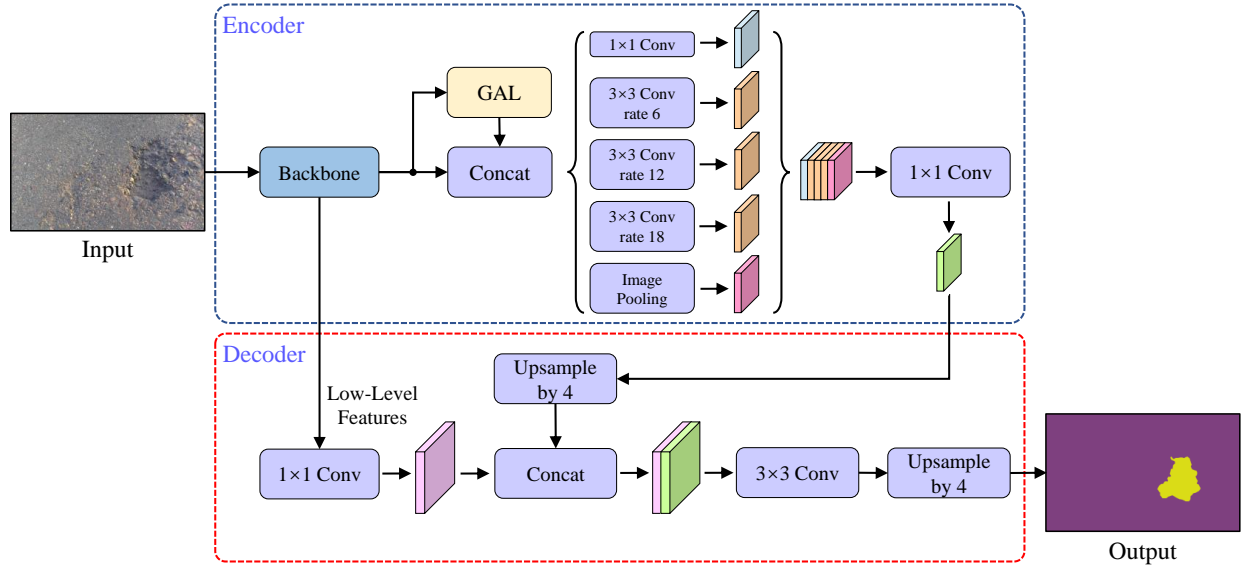 Encoder
1×1 Conv
GAL
3×3 Conv
rate 6
Backbone
Concat
3×3 Conv
rate 12
1×1 Conv
3×3 Conv
rate 18
Input
Image
Pooling
Decoder
Upsample
by 4
Low-Level
Features
1×1 Conv
Concat
3×3 Conv
Upsample
by 4
Output